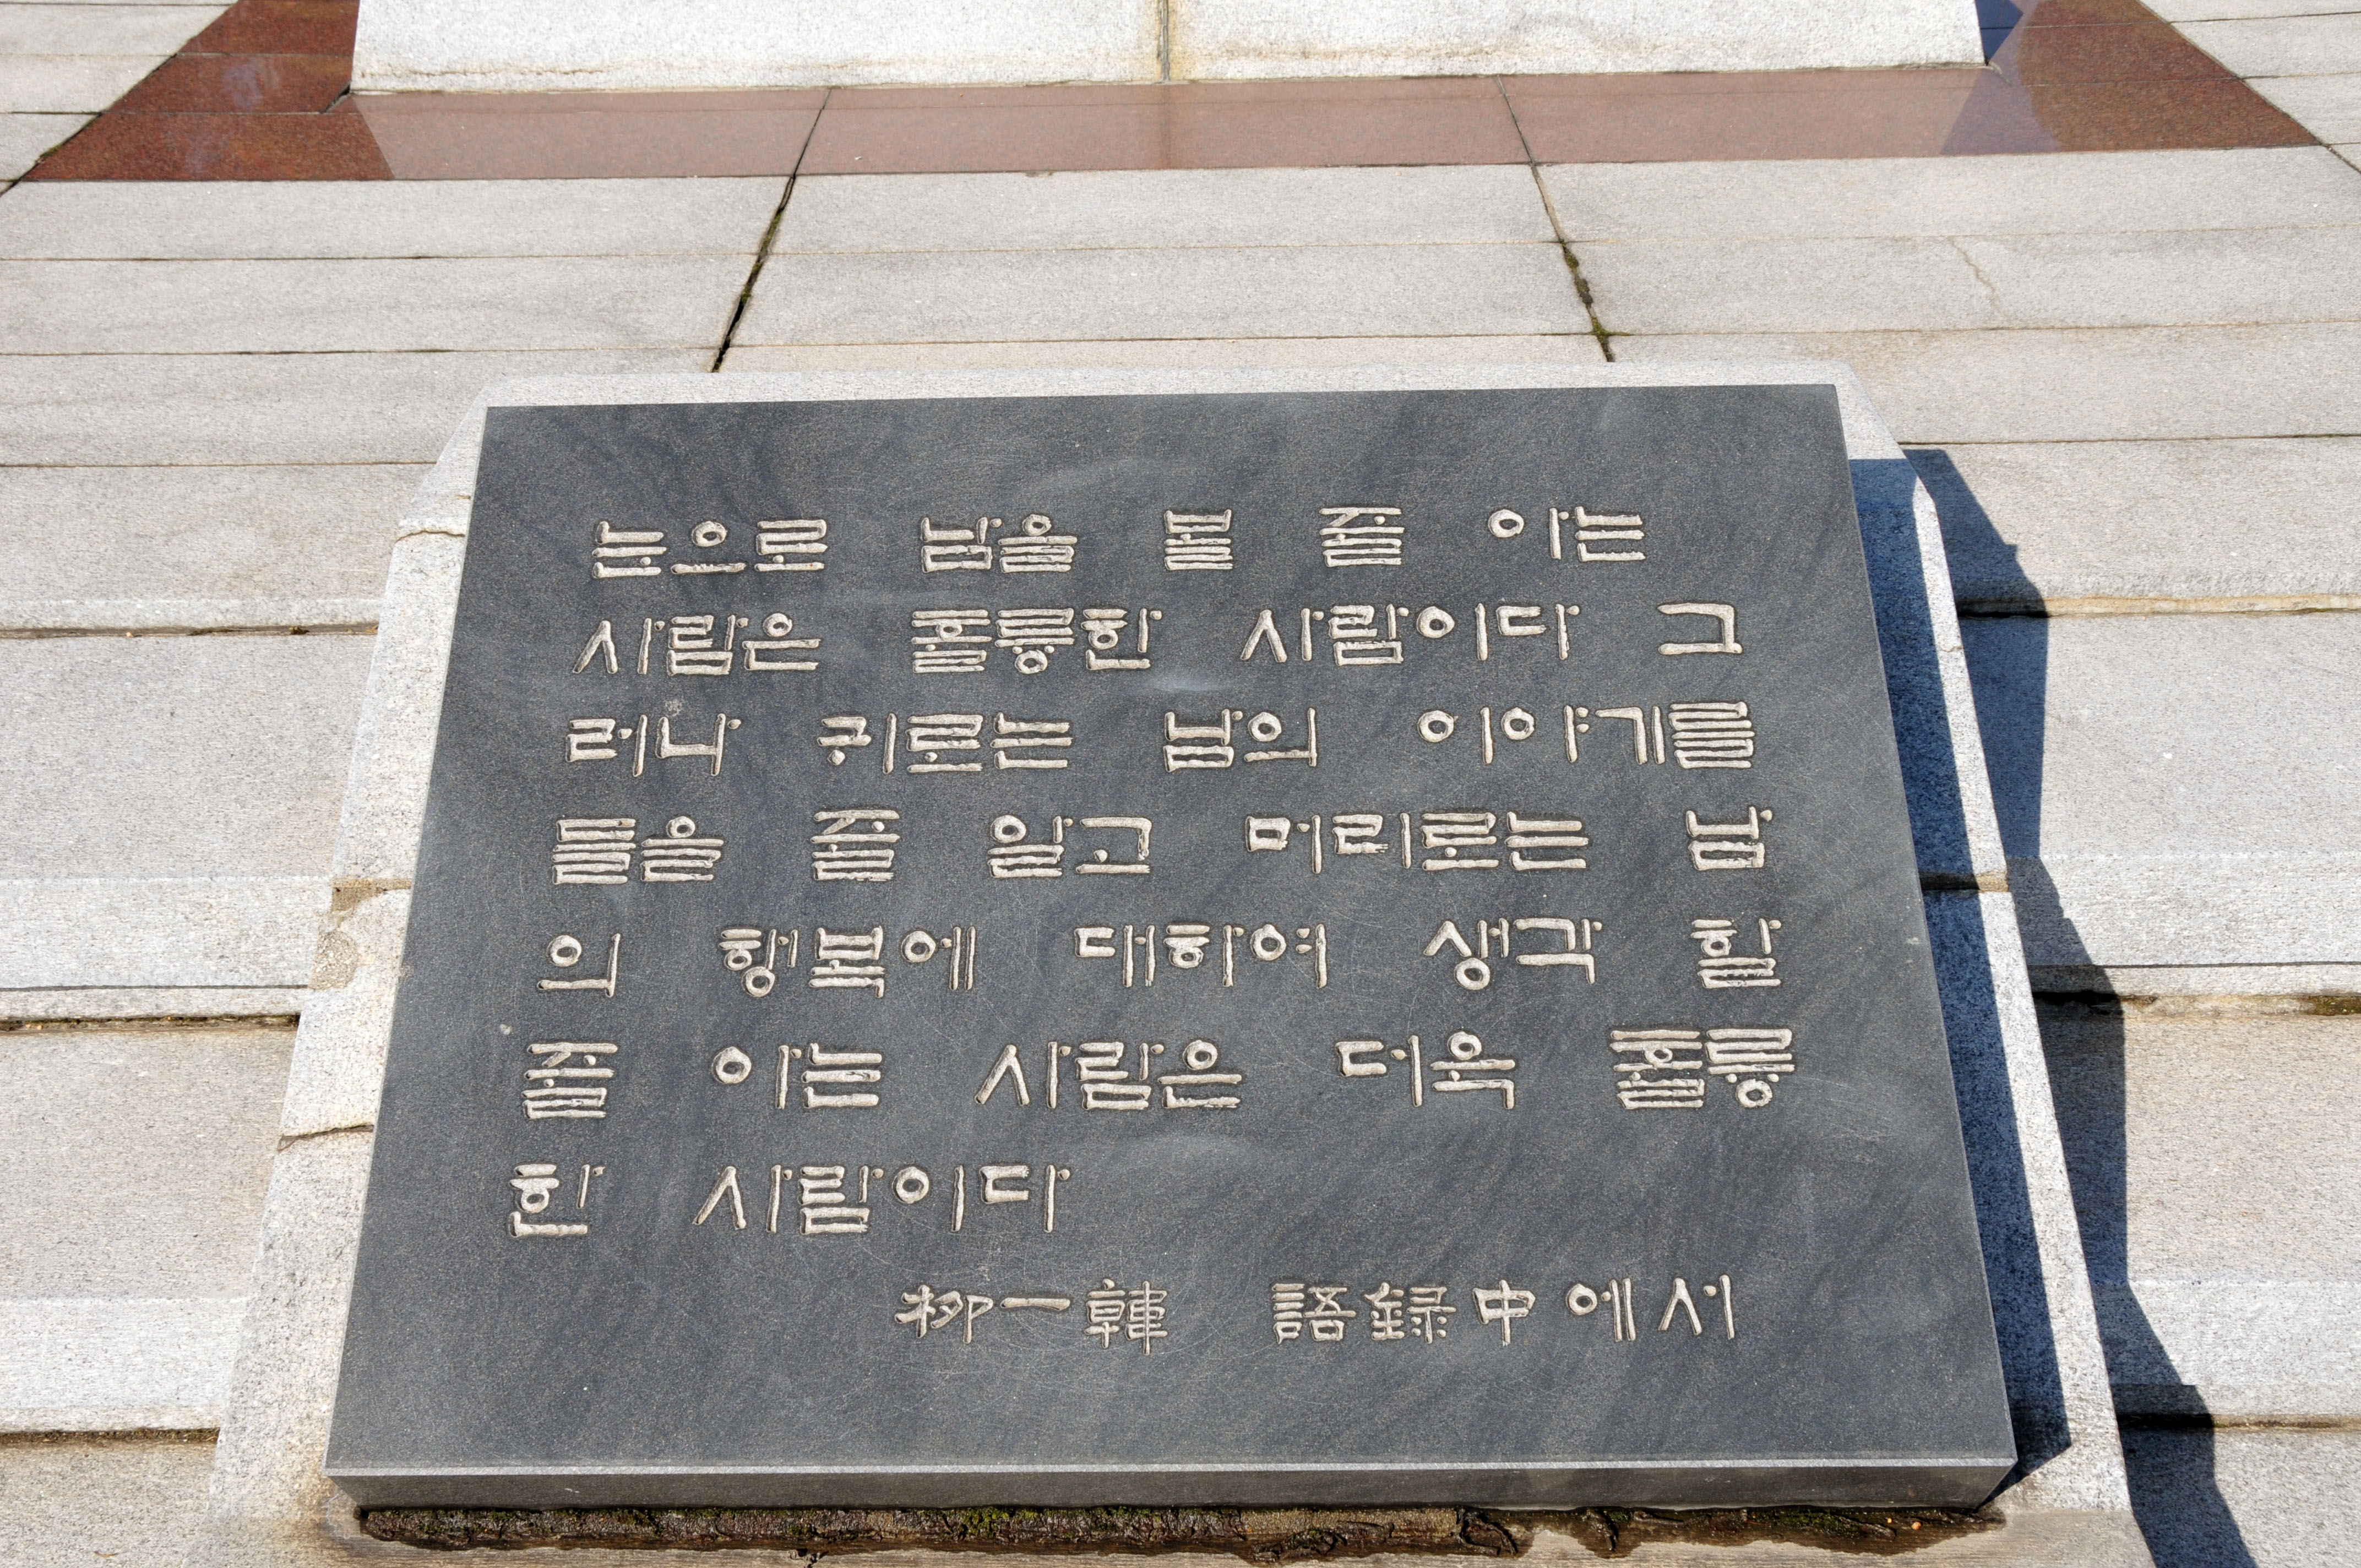 눈으로 남을 볼 줄 아는
사람은 훌륭한 사람이다 그
러나 귀로는 남의 이야기를
들을 줄 알고 머리로는 남
의 행복에 대하여 생각 할
줄 아는 사람은 더욱 훌륭
한 사람이다
柳一韓 語録中에서